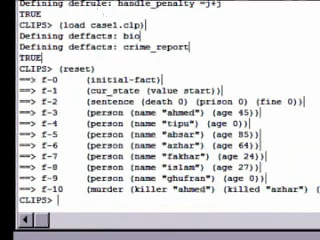 Defining defrule: handle_penalty ~j+j
TRUE
CLIPS> (load case1.clp)
Defining deffacts: bio
Defining deffacts: crime_report
TRUE
CLIPS> (reset)
==> f-0 (initial-fact)
==> f-1 (cur_state (value start))
==> f-2 (sentence (death 0) (prison 0) (fine 0))
==> f-3 (person (name "ahmed") (age 45))
==> f-4 (person (name "tipu") (age 0))
==> f-5 (person (name "absar") (age 85))
==> f-6 (person (name "azhar") (age 64))
==> f-7 (person (name "fakhar") (age 24))
==> f-8 (person (name "islam") (age 27))
==> f-9 (person (name "ghufran") (age 0))
==> f-10 (murder (killer "ahmed") (killed "azhar") (
CLIPS>